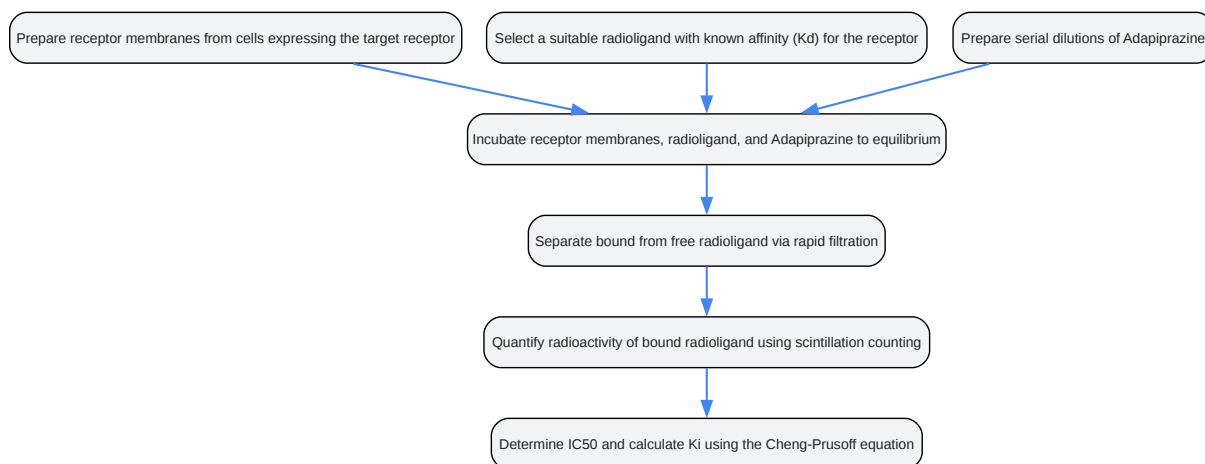 Prepare receptor membranes from cells expressing the target receptor
Select a suitable radioligand with known affinity (Kd) for the receptor
Prepare serial dilutions of Adapiprazine
Incubate receptor membranes, radioligand, and Adapiprazine to equilibrium
Separate bound from free radioligand via rapid filtration
Quantify radioactivity of bound radioligand using scintillation counting
Determine IC50 and calculate Ki using the Cheng-Prusoff equation